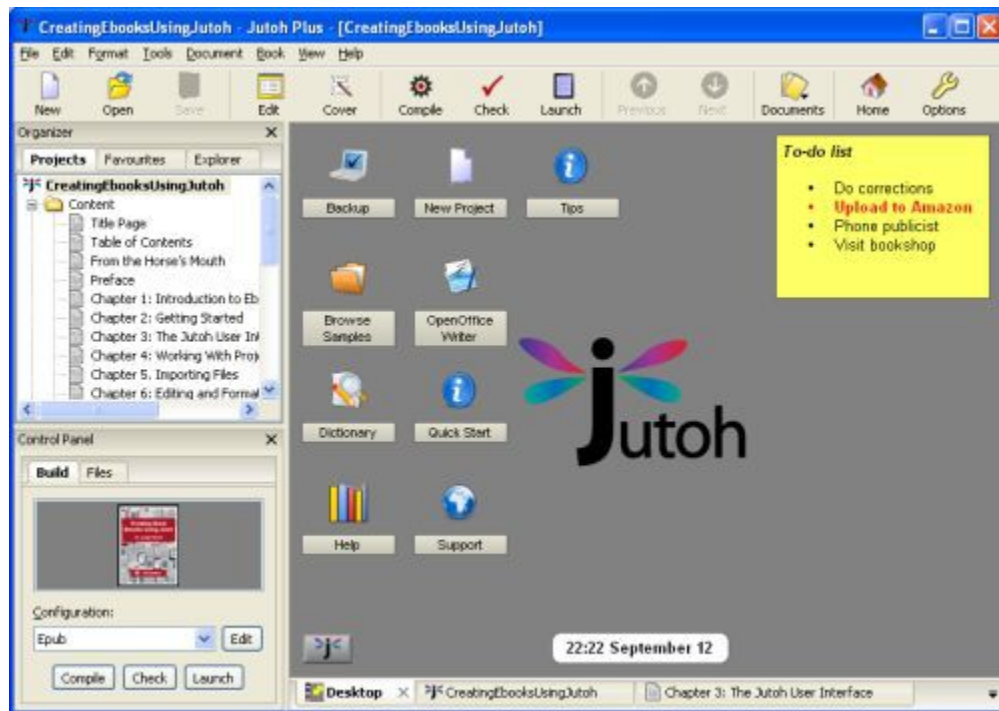 CreatingEbooksUsingJutoh - Jutoh Plus - [CreatingEbooksUsingJutoh]
File Edit Format Tools Document Book View Help
New Open Save Edit Cover Compile Check Launch Previous Next Documents Home Options
Organizer
Projects Favourites Explorer
CreatingEbooksUsingJutoh
Content
Title Page
Table of Contents
From the Horse's Mouth
Preface
Chapter 1: Introduction to Eb
Chapter 2: Getting Started
Chapter 3: The Jutoh User Int
Chapter 4: Working With Proj
Chapter 5. Importing Files
Chapter 6: Editing and Format
Control Panel
Build Files
Configuration:
Epub Edit
Compile Check Launch
Backup New Project Tips
Browse Samples
OpenOffice Writer
Dictionary Quick Start
Help Support
To-do list
• Do corrections
• Upload to Amazon
• Phone publicist
• Visit bookshop
Jutoh
22:22 September 12
Desktop CreatingEbooksUsingJutoh Chapter 3: The Jutoh User Interface